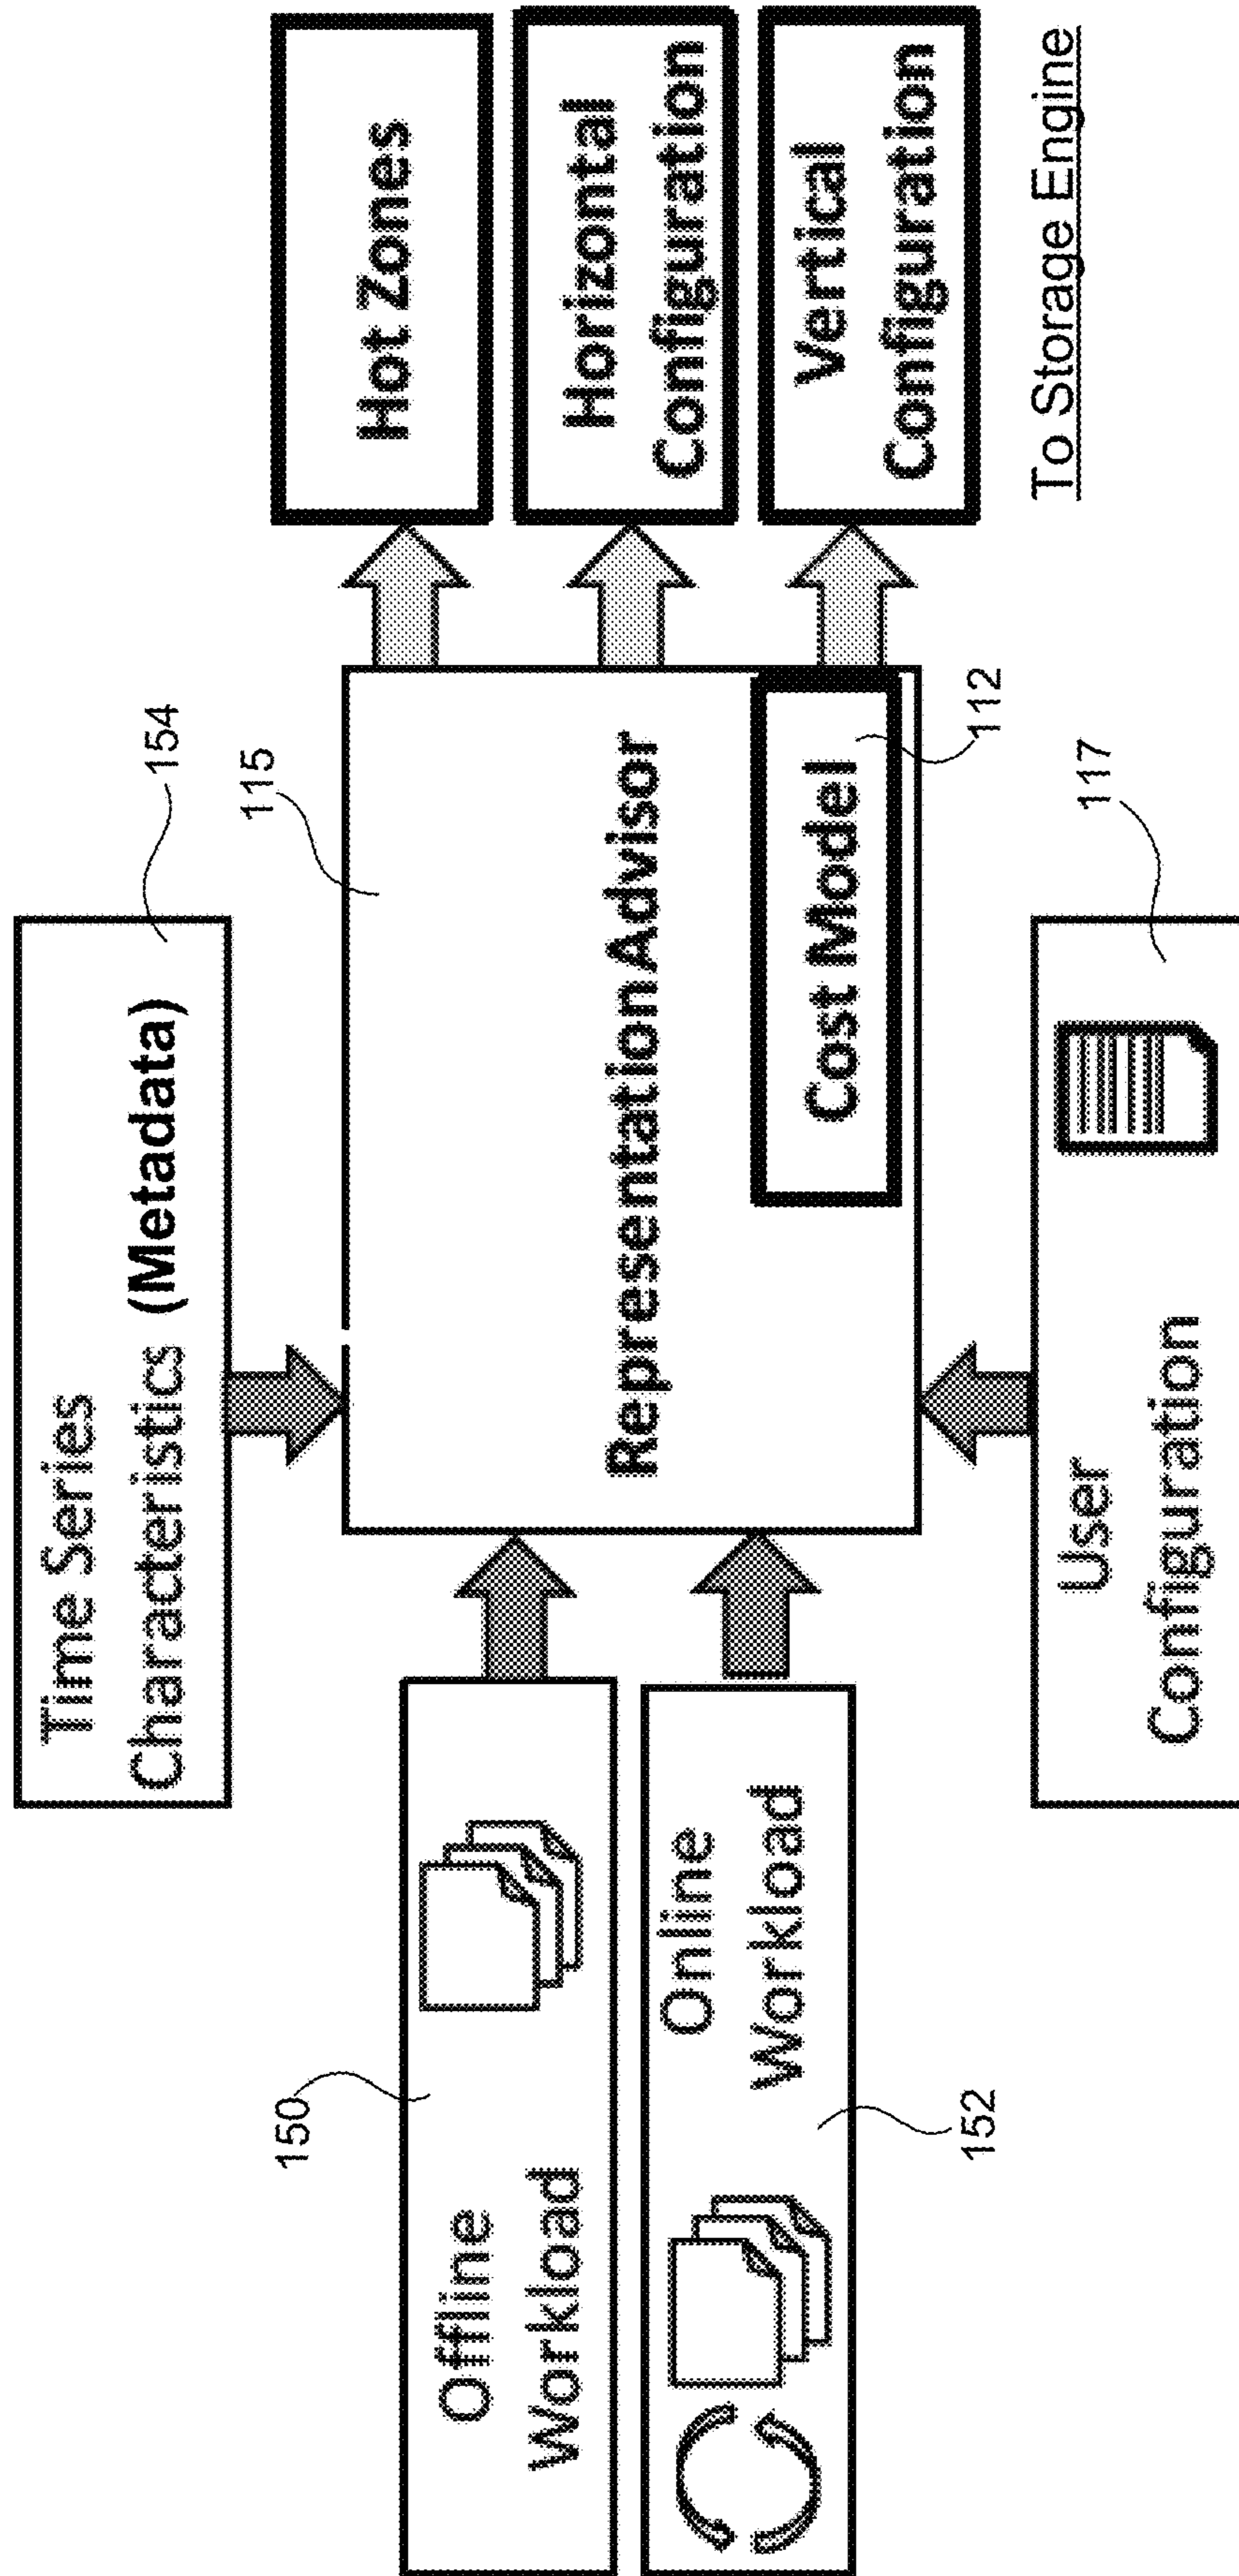 Time Series
Characteristics (Metadata)
154
115
150
Offline
Workload
Online
Workload
152
Representation Advisor
Cost Model
112
User
Configuration
117
Hot Zones
Horizontal
Configuration
Vertical
Configuration
To Storage Engine